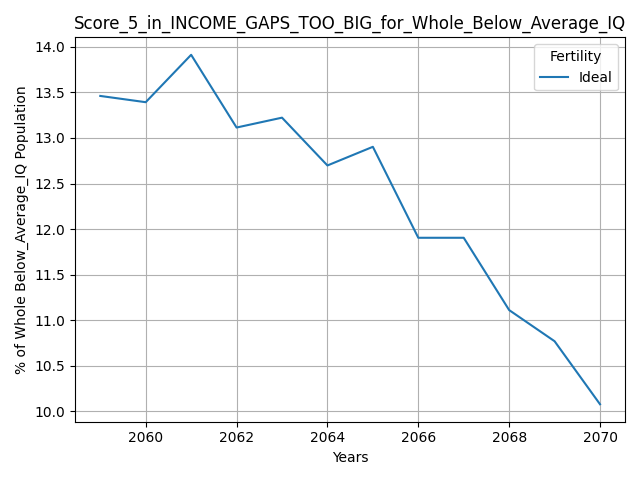 Score_5_in_INCOME_GAPS_TOO_BIG_for_Whole_Below_Average_IQ
Fertility
Ideal
% of Whole Below_Average_IQ Population
14.0
13.5
13.0
12.5
12.0
11.5
11.0
10.5
10.0
2060 2062 2064 2066 2068 2070
Years